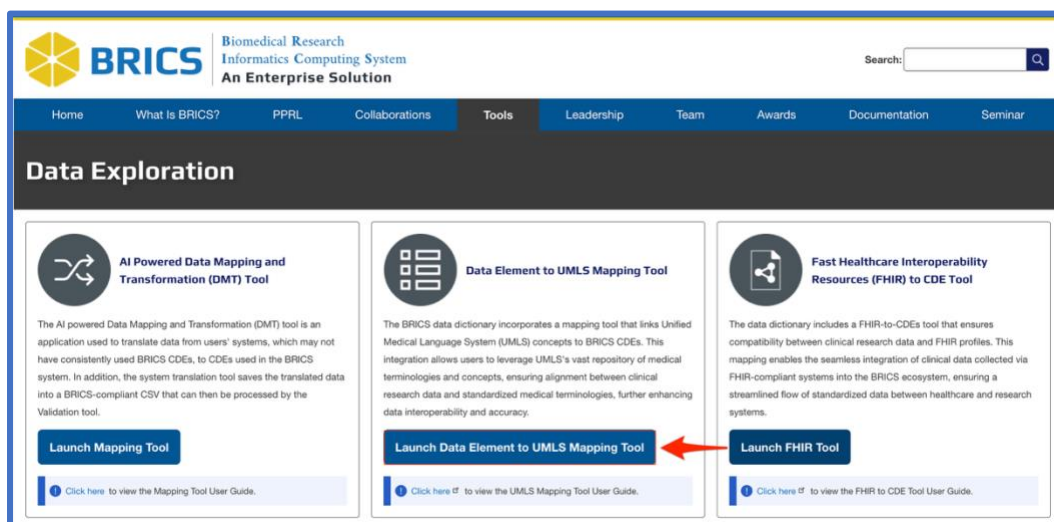 BRICS
Biomedical Research
Informatics Computing System
An Enterprise Solution
Search:
Home What Is BRICS? PPRL Collaborations Tools Leadership Team Awards Documentation Seminar
Data Exploration
AI Powered Data Mapping and
Transformation (DMT) Tool
The AI powered Data Mapping and Transformation (DMT) tool is an
application used to translate data from users' systems, which may not
have consistently used BRICS CDEs, to CDEs used in the BRICS
system. In addition, the system translation tool saves the translated data
into a BRICS-compliant CSV that can then be processed by the
Validation tool.
Launch Mapping Tool
Click here to view the Mapping Tool User Guide.
Data Element to UMLS Mapping Tool
The BRICS data dictionary incorporates a mapping tool that links Unified
Medical Language System (UMLS) concepts to BRICS CDEs. This
integration allows users to leverage UMLS's vast repository of medical
terminologies and concepts, ensuring alignment between clinical
research data and standardized medical terminologies, further enhancing
data interoperability and accuracy.
Launch Data Element to UMLS Mapping Tool
Click here to view the UMLS Mapping Tool User Guide.
Fast Healthcare Interoperability
Resources (FHIR) to CDE Tool
The data dictionary includes a FHIR-to-CDEs tool that ensures
compatibility between clinical research data and FHIR profiles. This
mapping enables the seamless integration of clinical data collected via
FHIR-compliant systems into the BRICS ecosystem, ensuring a
streamlined flow of standardized data between healthcare and research
systems.
Launch FHIR Tool
Click here to view the FHIR to CDE Tool User Guide.